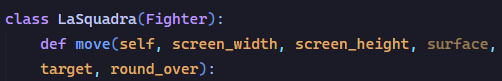 class LaSquadra(Fighter):
def move(self, screen_width, screen_height, surface,
target, round_over):